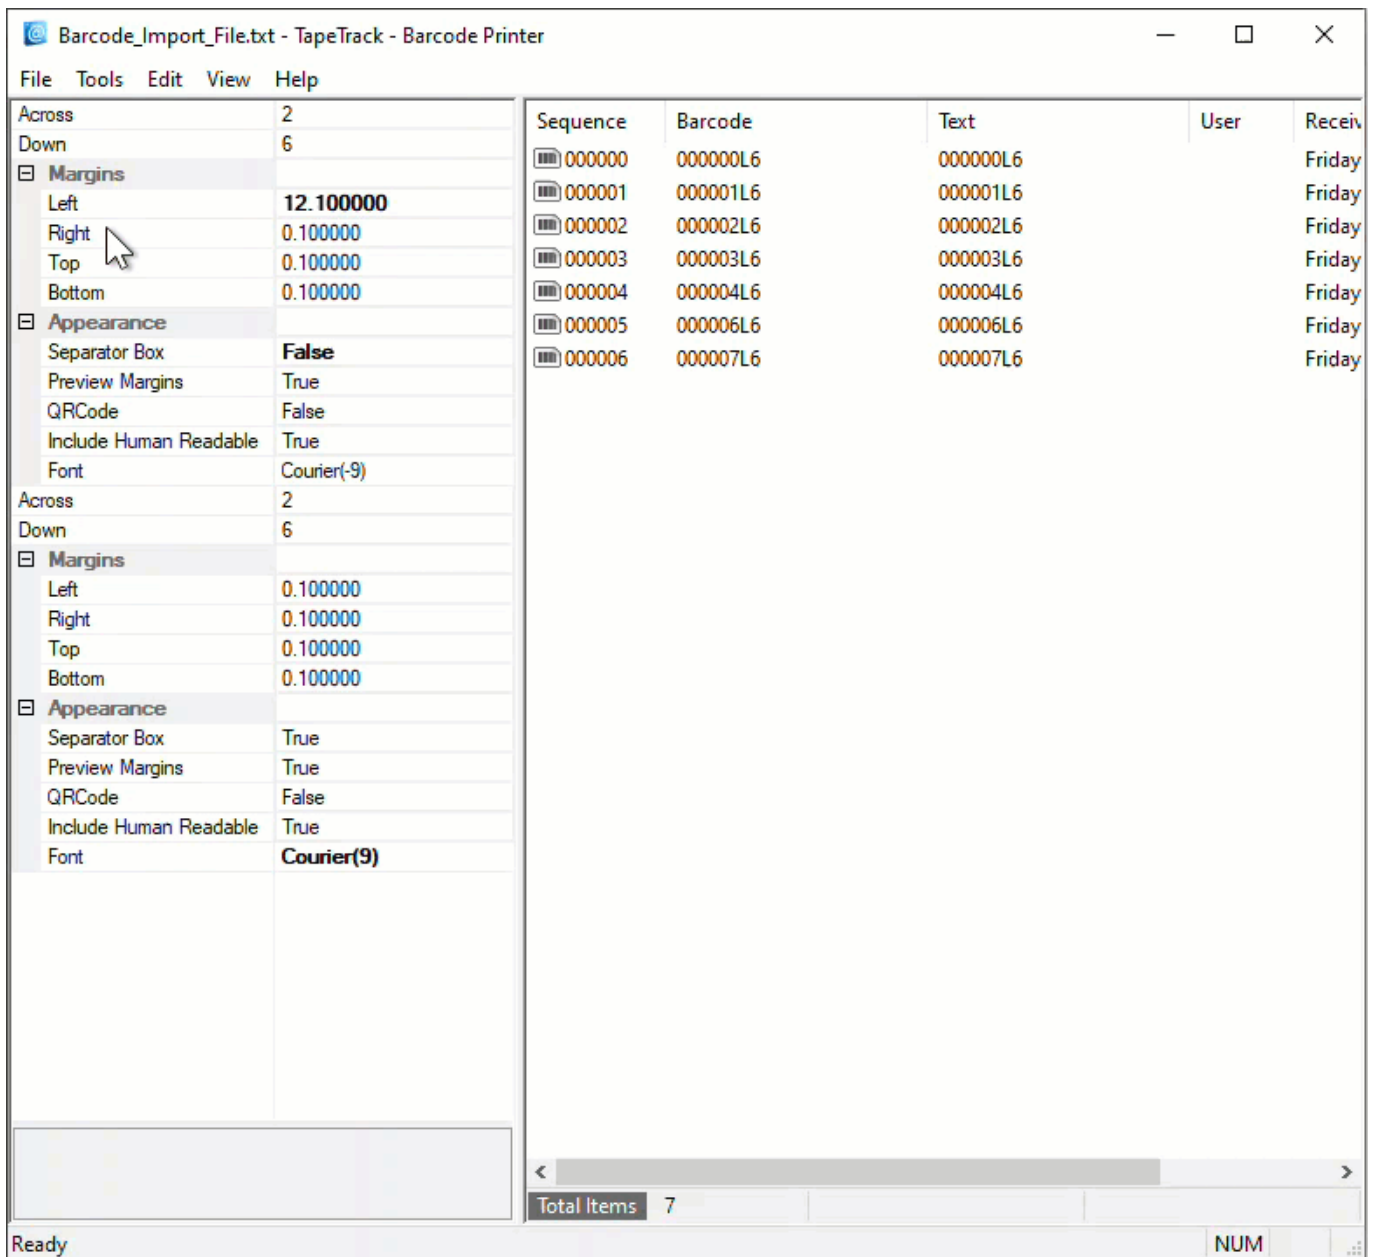 Barcode_Import_File.txt - TapeTrack - Barcode Printer
File Tools Edit View Help
Across 2
Down 6
Margins
Left 12.100000
Right 0.100000
Top 0.100000
Bottom 0.100000
Appearance
Separator Box False
Preview Margins True
QRCode False
Include Human Readable True
Font Courier(-9)
Across 2
Down 6
Margins
Left 0.100000
Right 0.100000
Top 0.100000
Bottom 0.100000
Appearance
Separator Box True
Preview Margins True
QRCode False
Include Human Readable True
Font Courier(9)
Sequence Barcode Text User Receiv
000000 000000L6 000000L6 Friday
000001 000001L6 000001L6 Friday
000002 000002L6 000002L6 Friday
000003 000003L6 000003L6 Friday
000004 000004L6 000004L6 Friday
000005 000006L6 000006L6 Friday
000006 000007L6 000007L6 Friday
Total Items 7
Ready NUM